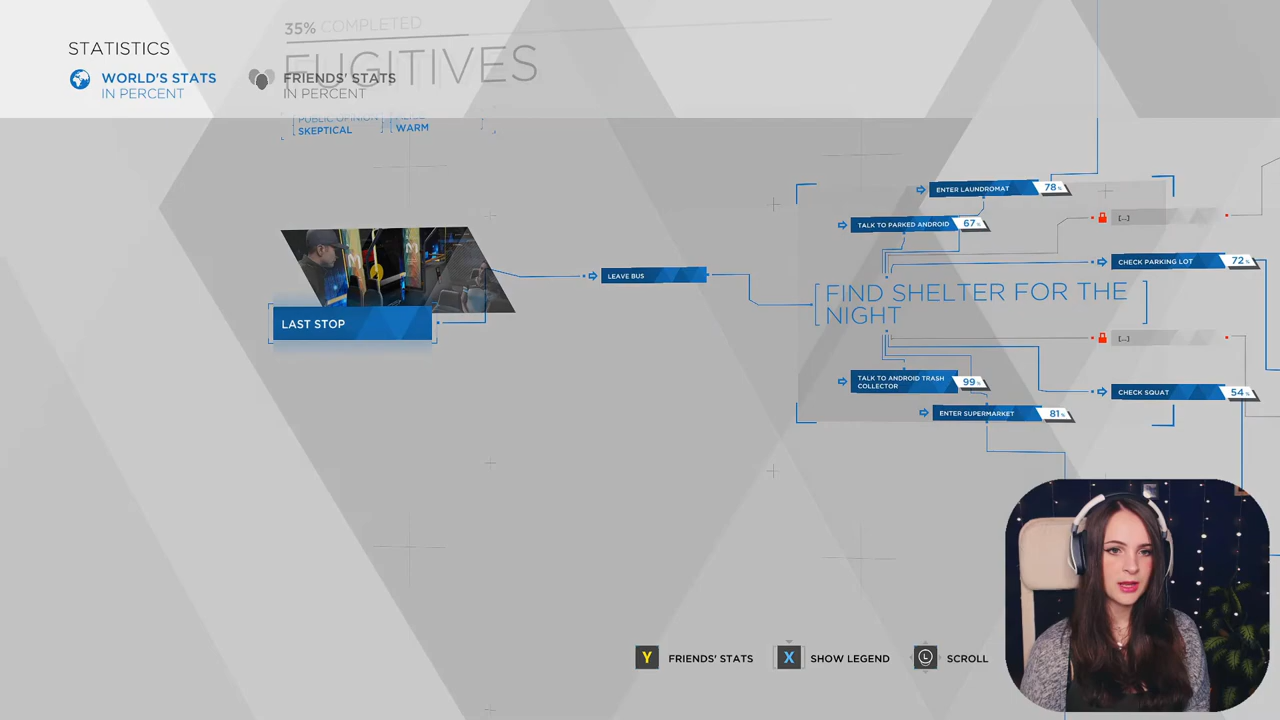 STATISTICS
35% COMPLETED
FUGITIVES
WORLD'S STATS
IN PERCENT
FRIENDS' STATS
IN PERCENT
PUBLIC OPINION
SKEPTICAL
WARM
ENTER LAUNDROMAT 78%
TALK TO PARKED ANDROID 67%
[...]
CHECK PARKING LOT 72%
LEAVE BUS
FIND SHELTER FOR THE
NIGHT
LAST STOP
[...]
TALK TO ANDROID TRASH
COLLECTOR 99%
CHECK SQUAT 54%
ENTER SUPERMARKET 81%
Y FRIENDS' STATS
X SHOW LEGEND
L SCROLL